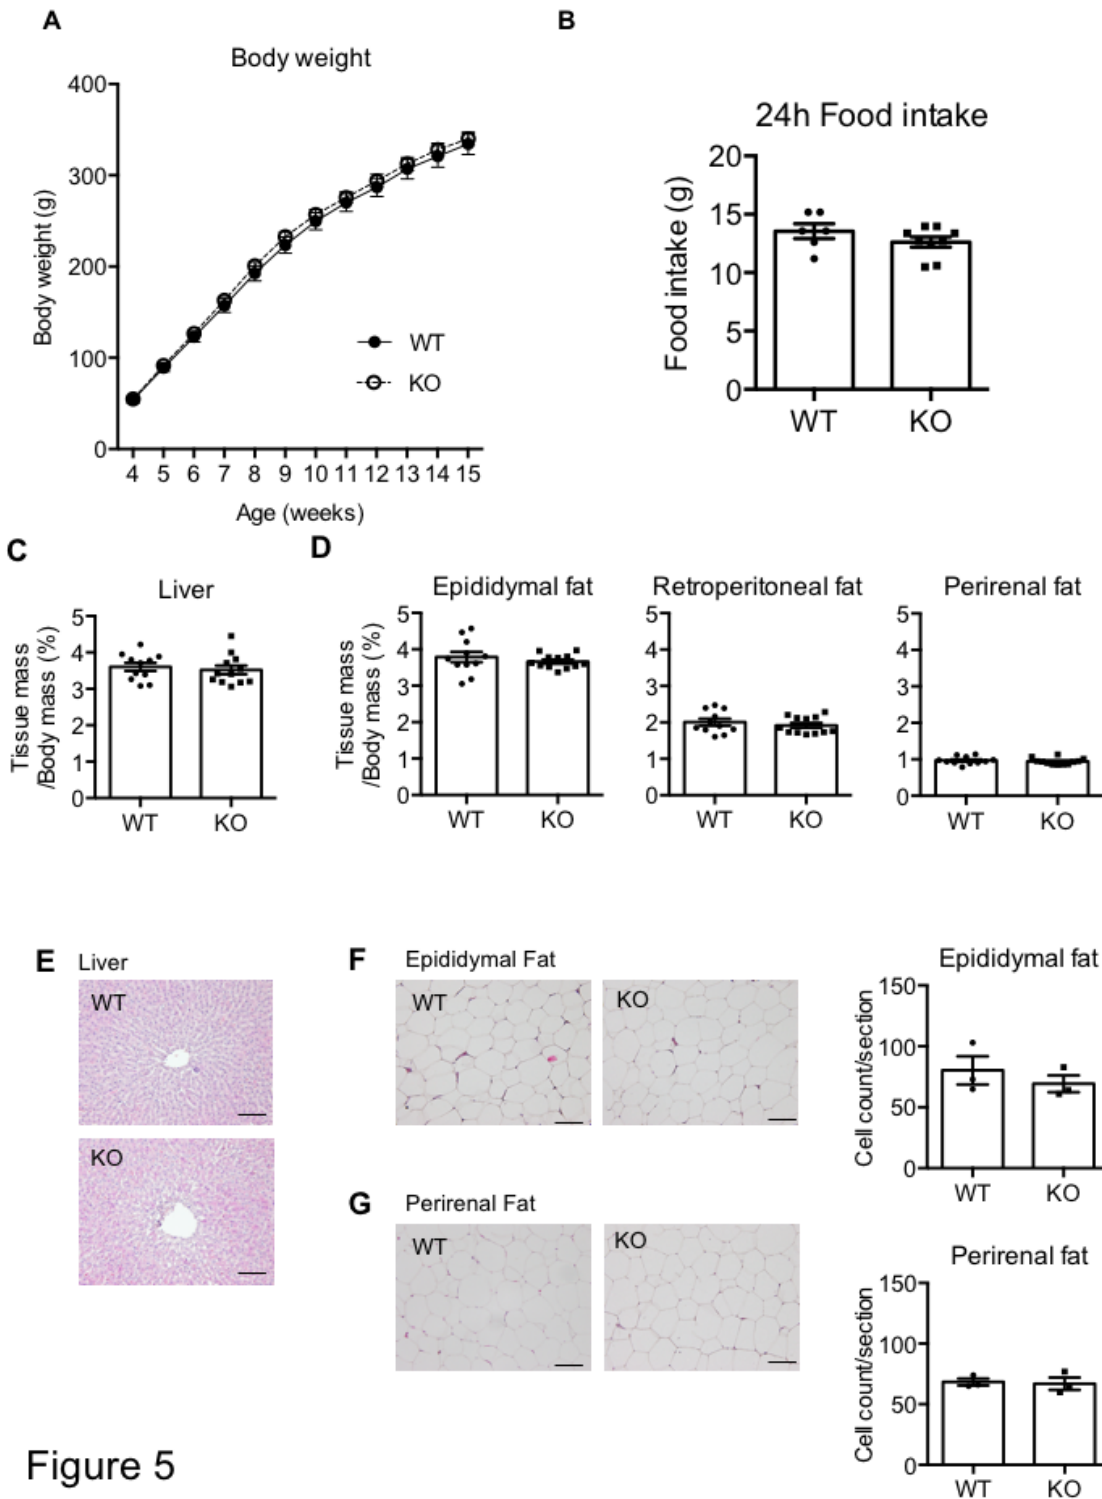 A
Body weight
400
300
200
100
0
Body weight (g)
4 5 6 7 8 9 10 11 12 13 14 15
Age (weeks)
WT
KO
B
24h Food intake
20
15
10
5
0
Food intake (g)
WT KO
C
Liver
5
4
3
2
1
0
Tissue mass
/Body mass (%)
WT KO
D
Epididymal fat
5
4
3
2
1
0
Tissue mass
/Body mass (%)
WT KO
Retroperitoneal fat
5
4
3
2
1
0
WT KO
Perirenal fat
5
4
3
2
1
0
WT KO
E Liver
WT
KO
F Epididymal Fat
WT
KO
Epididymal fat
150
100
50
0
Cell count/section
WT KO
G Perirenal Fat
WT
KO
Perirenal fat
150
100
50
0
Cell count/section
WT KO
Figure 5